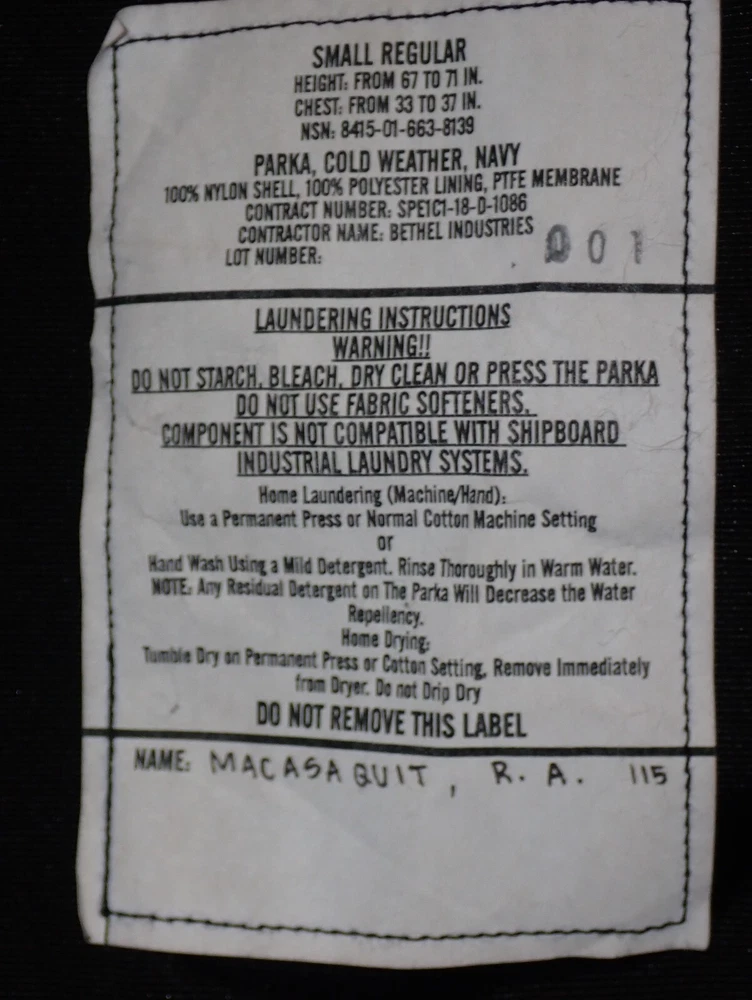 SMALL REGULAR
HEIGHT: FROM 67 TO 71 IN.
CHEST: FROM 33 TO 37 IN.
NSN: 8415-01-663-8139
PARKA, COLD WEATHER, NAVY
100% NYLON SHELL, 100% POLYESTER LINING, PTFE MEMBRANE
CONTRACT NUMBER: SPE1C1-18-D-1086
CONTRACTOR NAME: BETHEL INDUSTRIES
LOT NUMBER: 001
LAUNDERING INSTRUCTIONS
WARNING!!
DO NOT STARCH, BLEACH, DRY CLEAN OR PRESS THE PARKA
DO NOT USE FABRIC SOFTENERS.
COMPONENT IS NOT COMPATIBLE WITH SHIPBOARD
INDUSTRIAL LAUNDRY SYSTEMS.
Home Laundering (Machine/Hand):
Use a Permanent Press or Normal Cotton Machine Setting
or
Hand Wash Using a Mild Detergent. Rinse Thoroughly in Warm Water.
NOTE: Any Residual Detergent on The Parka Will Decrease the Water
Repellency.
Home Drying:
Tumble Dry on Permanent Press or Cotton Setting, Remove Immediately
from Dryer. Do not Drip Dry
DO NOT REMOVE THIS LABEL
NAME: MACASAQUIT, R. A. 115